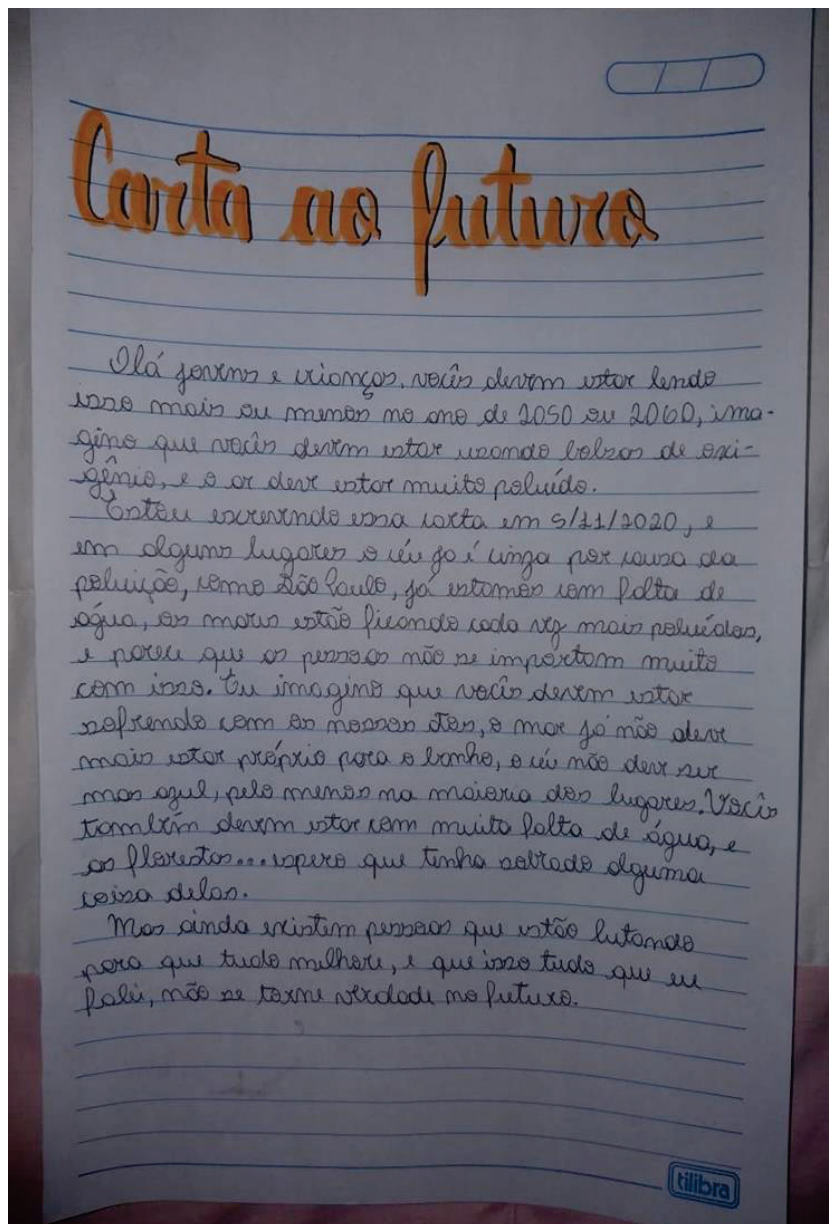 Carta ao futuro
Olá jovens e crianças, vocês devem estar lendo
isso mais ou menos no ano de 2050 ou 2060, ima-
gino que vocês devem estar usando bolsas de oxi-
gênio, e o ar deve estar muito poluído.
Estou escrevendo essa carta em 5/11/2020, e
em alguns lugares o céu já é cinza por causa da
poluição, como São Paulo, já estamos com falta de
água, os mares estão ficando cada vez mais poluídos,
e parece que as pessoas não se importam muito
com isso. Eu imagino que vocês devem estar
sofrendo com os nossos atos, o mar já não deve
mais estar próprio para o banho, o céu não deve ser
mas azul, pelo menos na maioria dos lugares. Vocês
também devem estar com muita falta de água, e
as florestas... espero que tenha sobrado alguma
coisa delas.
Mas ainda existem pessoas que estão lutando
para que tudo melhore, e que isso tudo que eu
falei, não se torne verdade no futuro.
tilibra